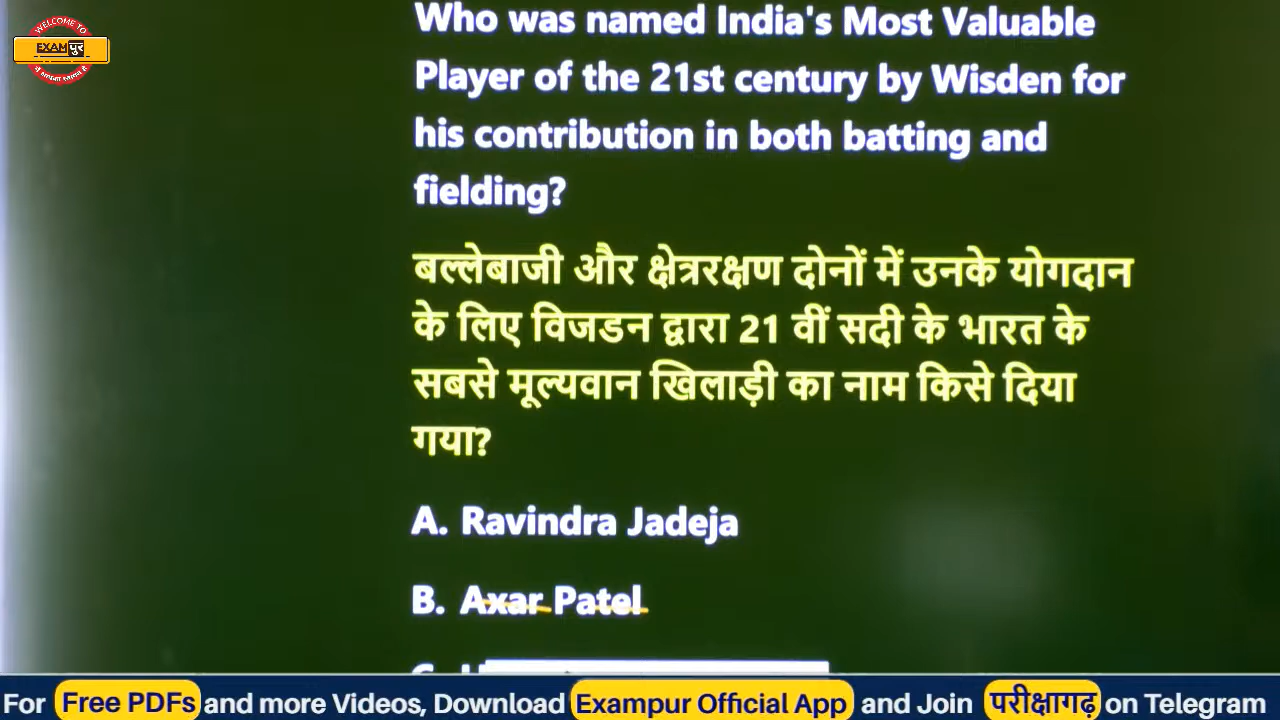 WELCOME TO
EXAMपुर
Who was named India's Most Valuable
Player of the 21st century by Wisden for
his contribution in both batting and
fielding?
बल्लेबाजी और क्षेत्ररक्षण दोनों में उनके योगदान
के लिए विजडन द्वारा 21 वीं सदी के भारत के
सबसे मूल्यवान खिलाड़ी का नाम किसे दिया
गया?
A. Ravindra Jadeja
B. Axar Patel
For Free PDFs and more Videos, Download Exampur Official App and Join परीक्षागढ़ on Telegram